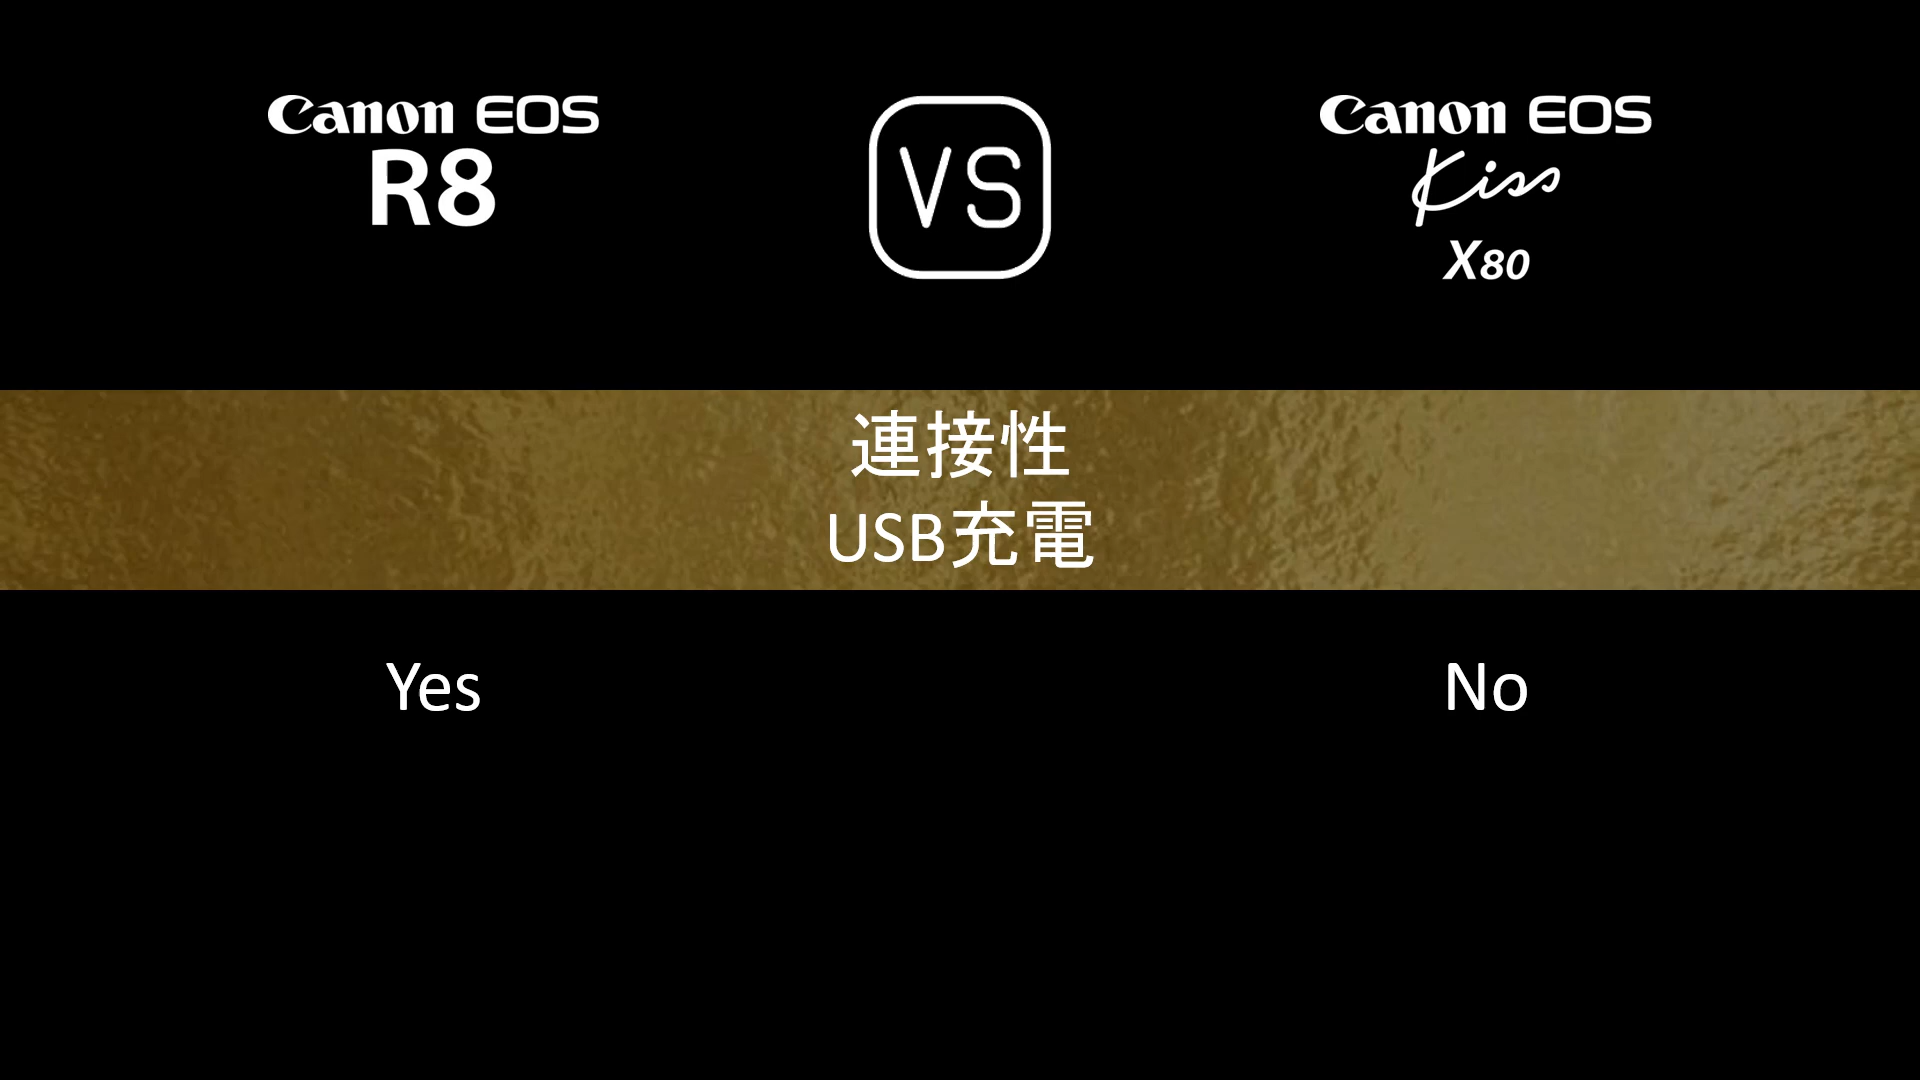 Canon EOS
R8
VS
Canon EOS
Kiss
X80
連接性
USB充電
Yes
No